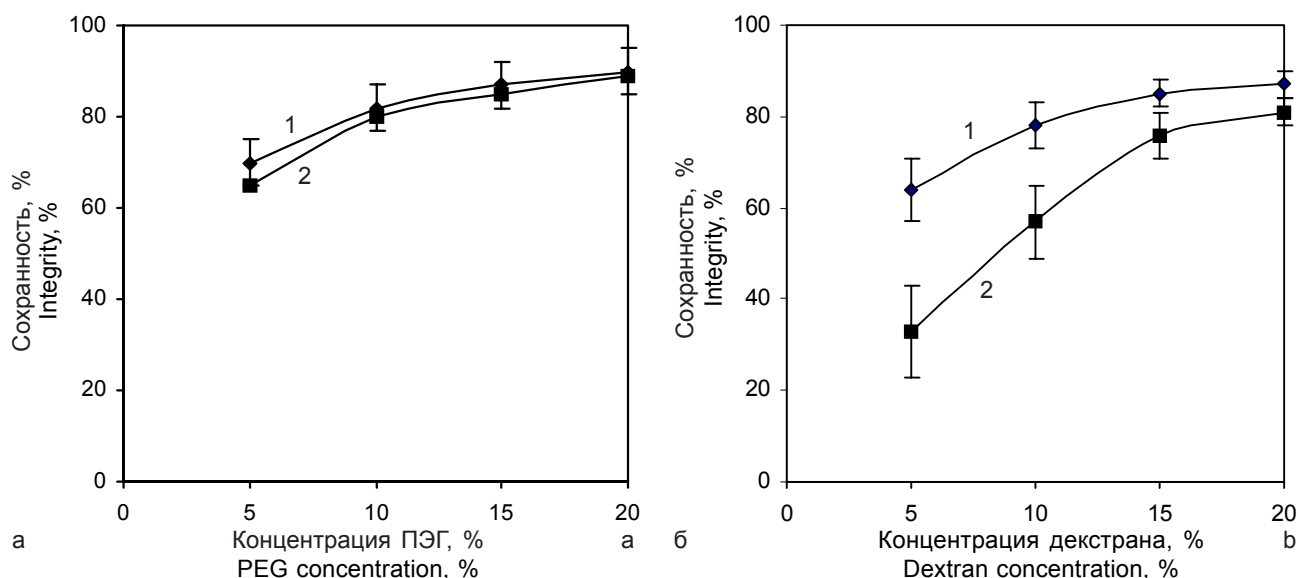 100
80
60
40
20
0
0
5
10
15
20
1
2
Сохранность, %
Integrity, %
Концентрация ПЭГ, %
PEG concentration, %
а
a
100
80
60
40
20
0
0
5
10
15
20
1
2
Сохранность, %
Integrity, %
Концентрация декстрана, %
Dextran concentration, %
б
b